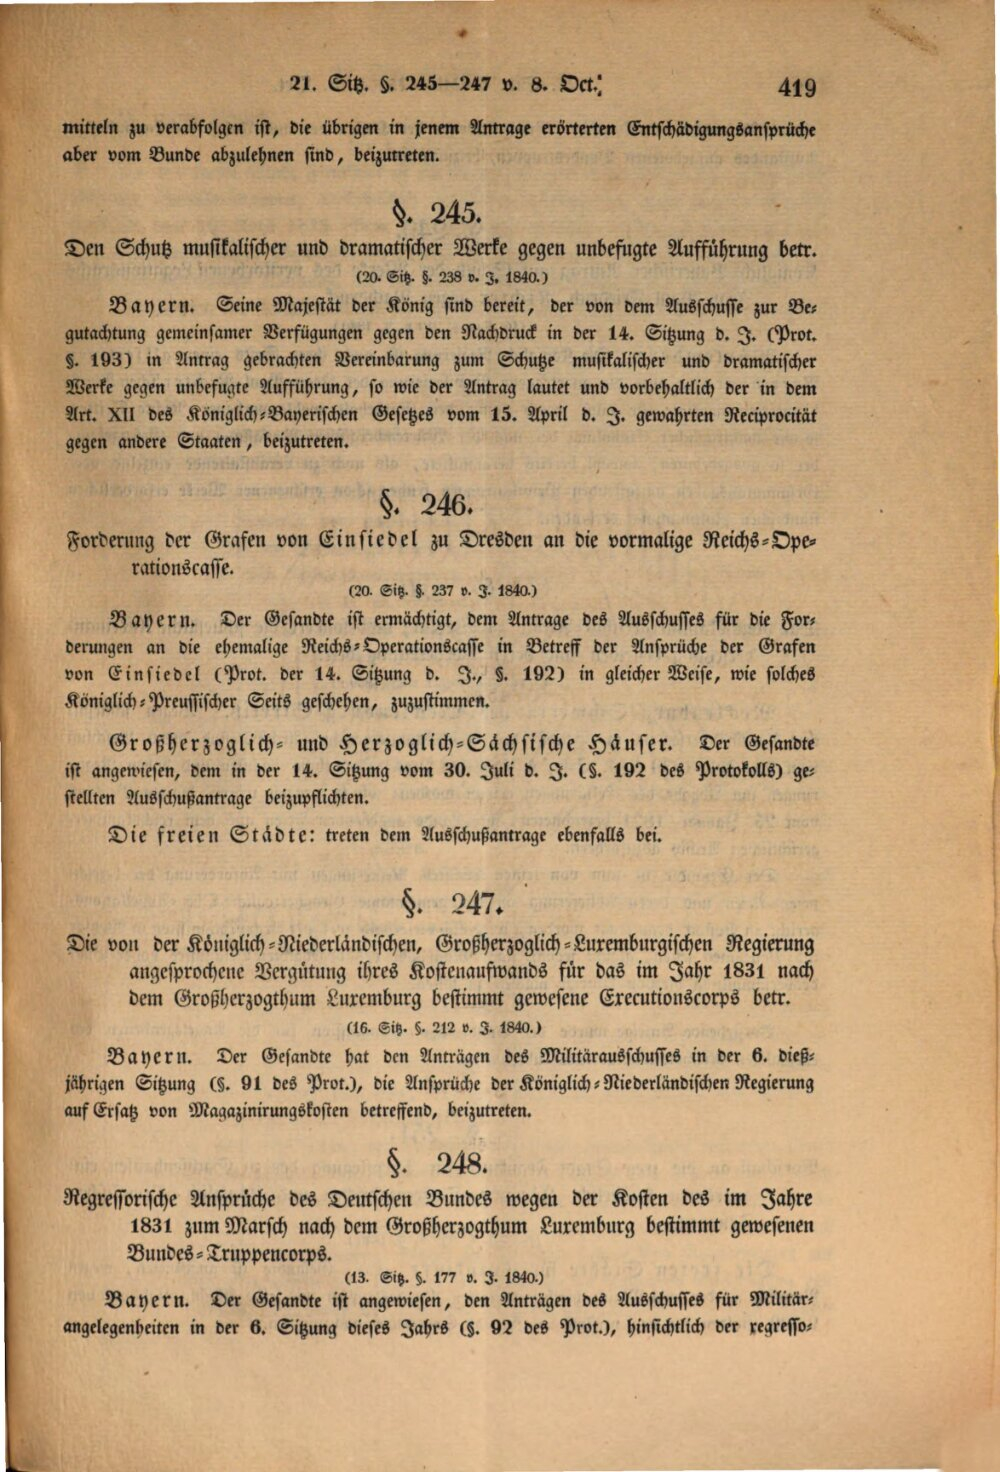 21. Sitz. §. 245—247 v. 8. Oct. 419
mitteln zu verabfolgen ist, die übrigen in jenem Antrage erörterten Entschädigungsansprüche
aber vom Bunde abzulehnen sind, beizutreten.
§. 245.
Den Schutz musikalischer und dramatischer Werke gegen unbefugte Aufführung betr.
(20. Sitz. §. 238 v. J. 1840.)
Bayern. Seine Majestät der König sind bereit, der von dem Ausschusse zur Be-
gutachtung gemeinsamer Verfügungen gegen den Nachdruck in der 14. Sitzung d. J. (Prot.
§. 193) in Antrag gebrachten Vereinbarung zum Schutze musikalischer und dramatischer
Werke gegen unbefugte Aufführung, so wie der Antrag lautet und vorbehaltlich der in dem
Art. XII des Königlich-Bayerischen Gesetzes vom 15. April d. J. gewahrten Reciprocität
gegen andere Staaten, beizutreten.
§. 246.
Forderung der Grafen von Einsiedel zu Dresden an die vormalige Reichs-Ope-
rationscasse.
(20. Sitz. §. 237 v. J. 1840.)
Bayern. Der Gesandte ist ermächtigt, dem Antrage des Ausschusses für die For-
derungen an die ehemalige Reichs-Operationscasse in Betreff der Ansprüche der Grafen
von Einsiedel (Prot. der 14. Sitzung d. J., §. 192) in gleicher Weise, wie solches
Königlich-Preussischer Seits geschehen, zuzustimmen.
Großherzoglich- und Herzoglich-Sächsische Häuser. Der Gesandte
ist angewiesen, dem in der 14. Sitzung vom 30. Juli d. J. (§. 192 des Protokolls) ge-
stellten Ausschußantrage beizupflichten.
Die freien Städte: treten dem Ausschußantrage ebenfalls bei.
§. 247.
Die von der Königlich-Niederländischen, Großherzoglich-Luxemburgischen Regierung
angesprochene Vergütung ihres Kostenaufwands für das im Jahr 1831 nach
dem Großherzogthum Luxemburg bestimmt gewesene Executionscorps betr.
(16. Sitz. §. 212 v. J. 1840.)
Bayern. Der Gesandte hat den Anträgen des Militärausschusses in der 6. dieß-
jährigen Sitzung (§. 91 des Prot.), die Ansprüche der Königlich-Niederländischen Regierung
auf Ersatz von Magazinirungskosten betreffend, beizutreten.
§. 248.
Regressorische Ansprüche des Deutschen Bundes wegen der Kosten des im Jahre
1831 zum Marsch nach dem Großherzogthum Luxemburg bestimmt gewesenen
Bundes-Truppencorps.
(13. Sitz. §. 177 v. J. 1840.)
Bayern. Der Gesandte ist angewiesen, den Anträgen des Ausschusses für Militär-
angelegenheiten in der 6. Sitzung dieses Jahrs (§. 92 des Prot.), hinsichtlich der regresso-